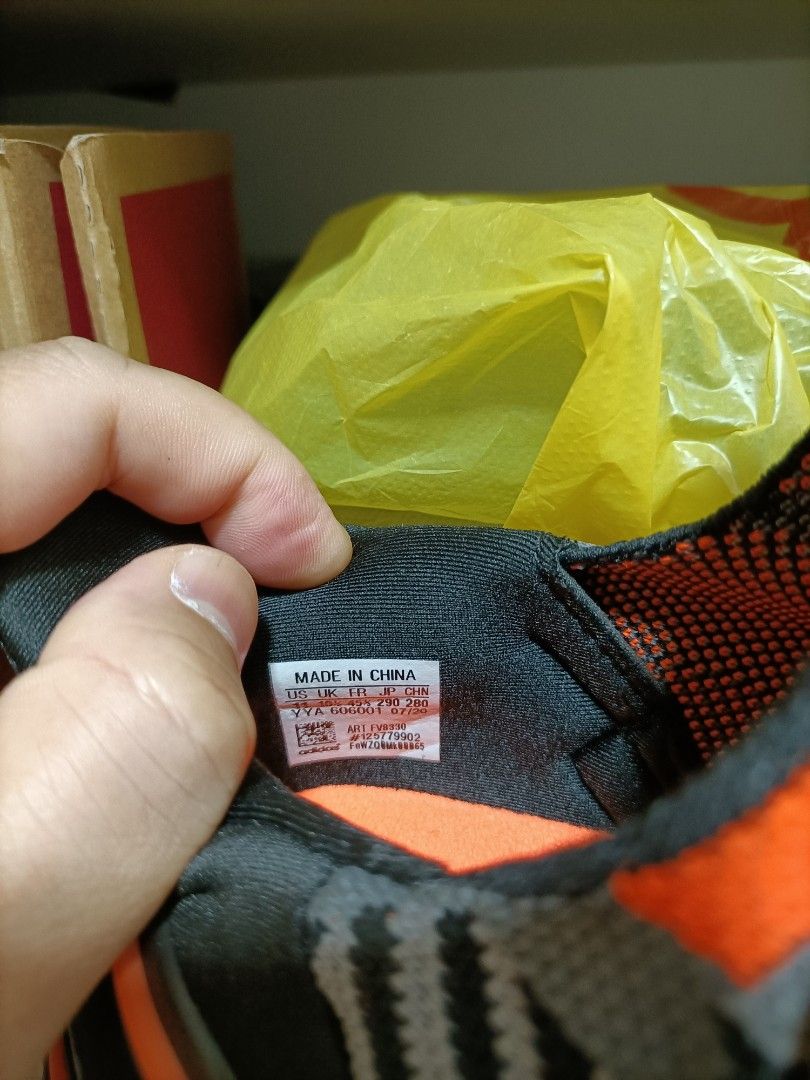 MADE IN CHINA
US UK FR JP CHN
11 10½ 45⅓ 290 280
YYA 606001 07/20
ART FV8330
#125779902
adidas